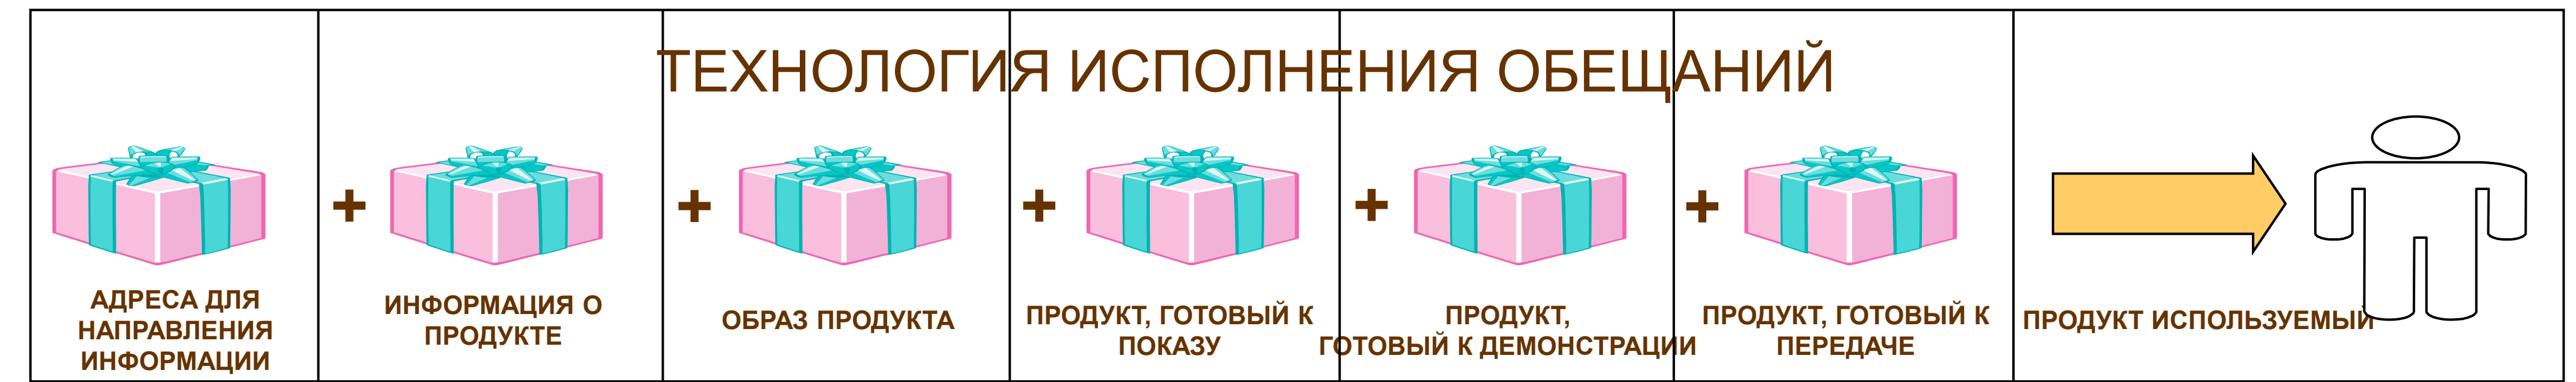 ТЕХНОЛОГИЯ ИСПОЛНЕНИЯ ОБЕЩАНИЙ
+
+
+
+
+
АДРЕСА ДЛЯ
НАПРАВЛЕНИЯ
ИНФОРМАЦИИ
ИНФОРМАЦИЯ О
ПРОДУКТЕ
ОБРАЗ ПРОДУКТА
ПРОДУКТ, ГОТОВЫЙ К
ПОКАЗУ
ПРОДУКТ,
ГОТОВЫЙ К ДЕМОНСТРАЦИИ
ПРОДУКТ, ГОТОВЫЙ К
ПЕРЕДАЧЕ
ПРОДУКТ ИСПОЛЬЗУЕМЫЙ